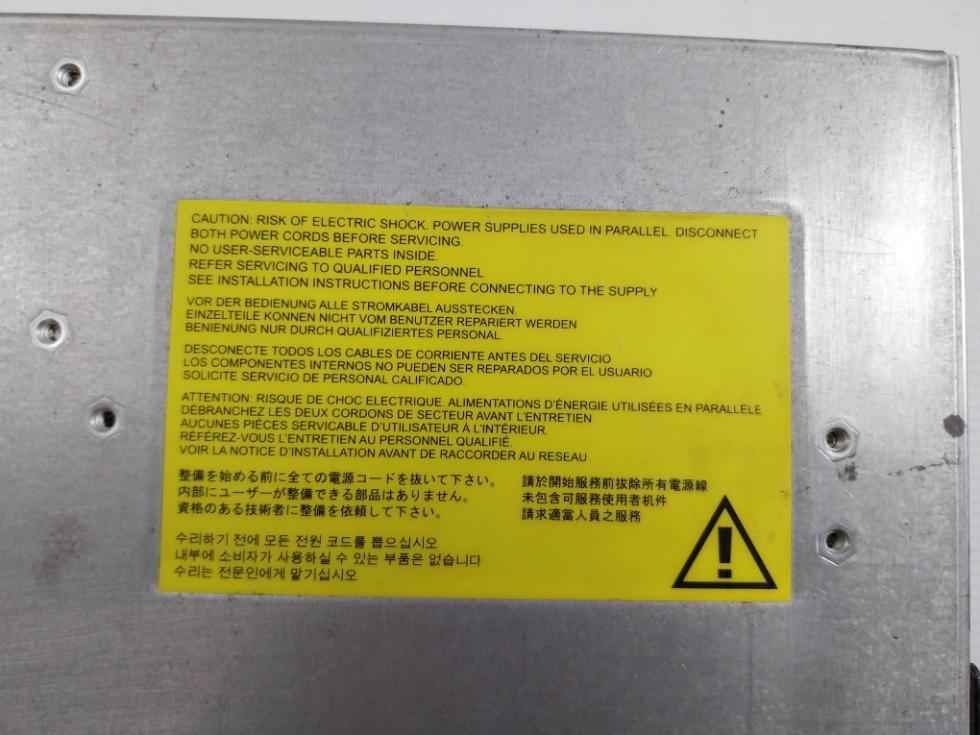 CAUTION: RISK OF ELECTRIC SHOCK. POWER SUPPLIES USED IN PARALLEL. DISCONNECT
BOTH POWER CORDS BEFORE SERVICING.
NO USER-SERVICEABLE PARTS INSIDE.
REFER SERVICING TO QUALIFIED PERSONNEL
SEE INSTALLATION INSTRUCTIONS BEFORE CONNECTING TO THE SUPPLY
VOR DER BEDIENUNG ALLE STROMKABEL AUSSTECKEN.
EINZELTEILE KONNEN NICHT VOM BENUTZER REPARIERT WERDEN
BENIENUNG NUR DURCH QUALIFIZIERTES PERSONAL.
DESCONECTE TODOS LOS CABLES DE CORRIENTE ANTES DEL SERVICIO
LOS COMPONENTES INTERNOS NO PUEDEN SER REPARADOS POR EL USUARIO
SOLICITE SERVICIO DE PERSONAL CALIFICADO.
ATTENTION: RISQUE DE CHOC ELECTRIQUE. ALIMENTATIONS D'ÉNERGIE UTILISÉES EN PARALLÈLE
DÉBRANCHEZ LES DEUX CORDONS DE SECTEUR AVANT L'ENTRETIEN
AUCUNES PIÈCES SERVICABLE D'UTILISATEUR À L'INTÉRIEUR.
RÉFÉREZ-VOUS L'ENTRETIEN AU PERSONNEL QUALIFIÉ.
VOIR LA NOTICE D'INSTALLATION AVANT DE RACCORDER AU RESEAU
整備を始める前に全ての電源コードを抜いて下さい。
内部にユーザーが整備できる部品はありません。
資格のある技術者に整備を依頼して下さい。
請於開始服務前拔除所有電源線
未包含可服務使用者机件
請求適當人員之服務
수리하기 전에 모든 전원 코드를 뽑으십시오
내부에 소비자가 사용하실 수 있는 부품은 없습니다
수리는 전문인에게 맡기십시오